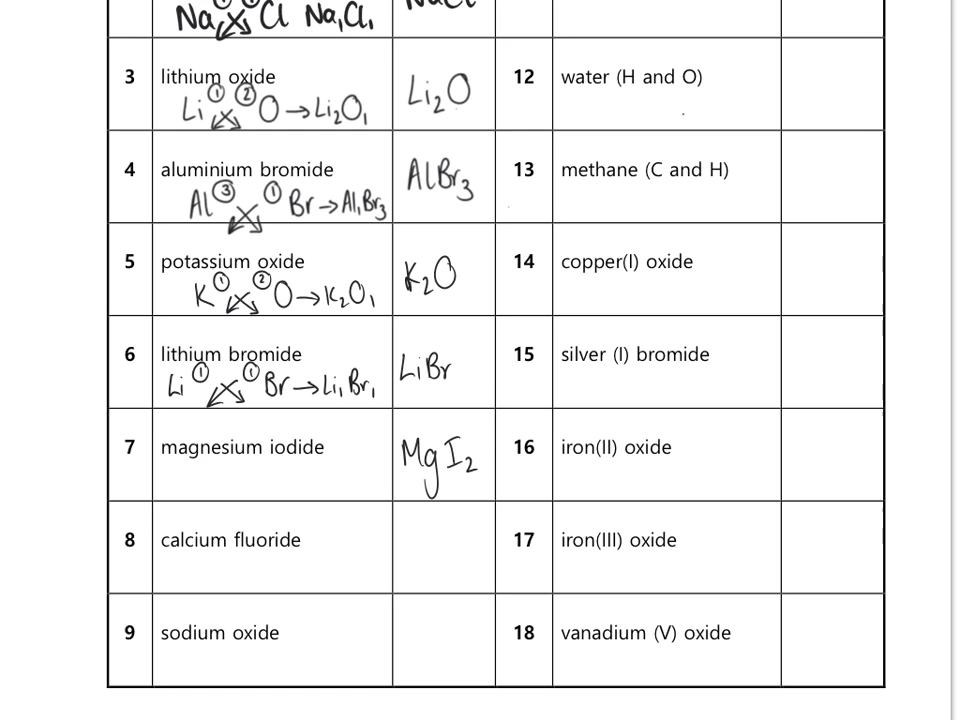 Na ① ① Cl Na₁Cl₁ NaCl
3 lithium oxide Li₂O 12 water (H and O)
Li ① ② O → Li₂O₁
4 aluminium bromide AlBr₃ 13 methane (C and H)
Al ③ ① Br → Al₁Br₃
5 potassium oxide K₂O 14 copper(I) oxide
K ① ② O → K₂O₁
6 lithium bromide LiBr 15 silver (I) bromide
Li ① ① Br → Li₁Br₁
7 magnesium iodide MgI₂ 16 iron(II) oxide
8 calcium fluoride 17 iron(III) oxide
9 sodium oxide 18 vanadium (V) oxide